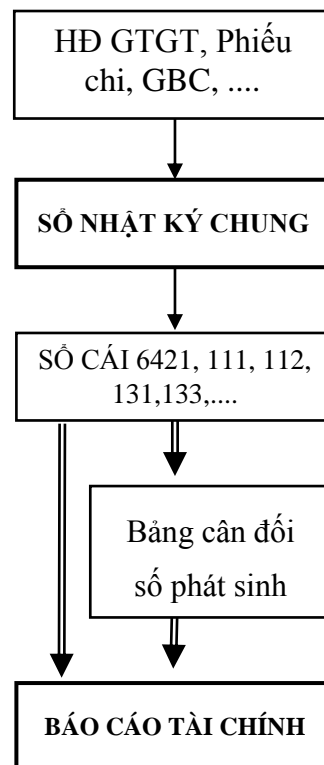 HĐ GTGT, Phiếu
chi, GBC, ....
SỔ NHẬT KÝ CHUNG
SỔ CÁI 6421, 111, 112,
131,133,....
Bảng cân đối
số phát sinh
BÁO CÁO TÀI CHÍNH